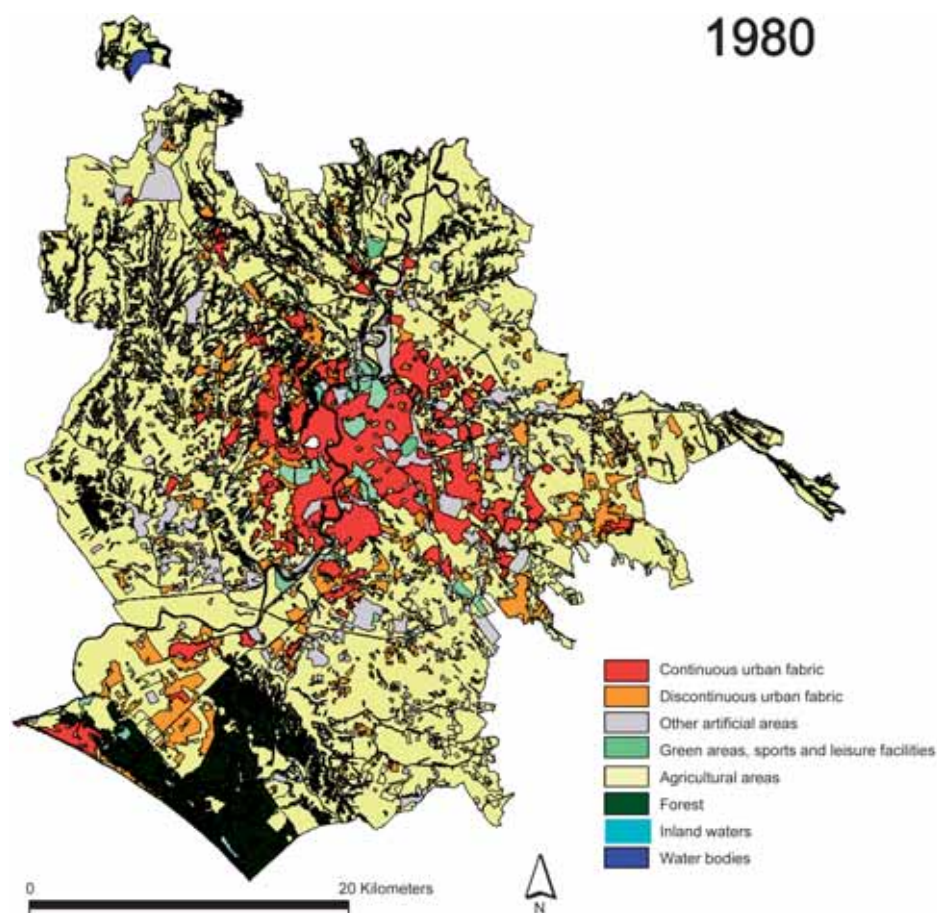 1980
Continuous urban fabric
Discontinuous urban fabric
Other artificial areas
Green areas, sports and leisure facilities
Agricultural areas
Forest
Inland waters
Water bodies
0
20 Kilometers
N